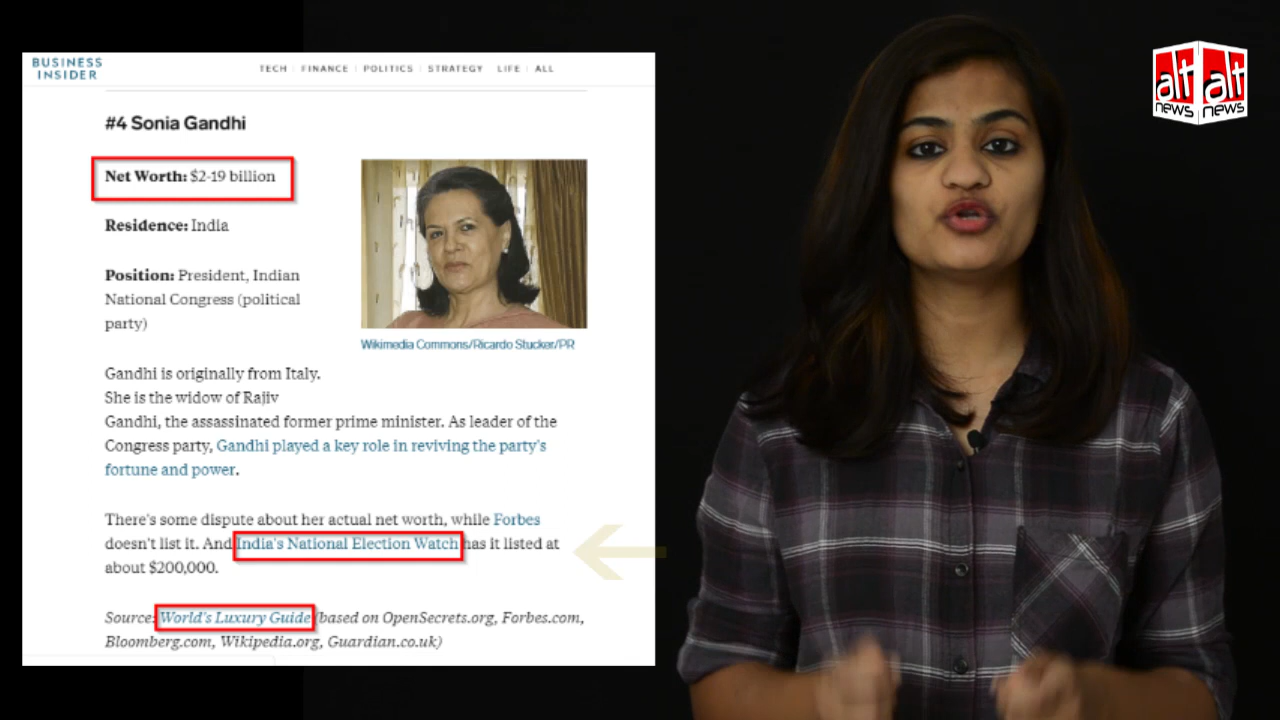 BUSINESS
INSIDER
TECH | FINANCE | POLITICS | STRATEGY | LIFE | ALL
#4 Sonia Gandhi
Net Worth: $2-19 billion
Residence: India
Position: President, Indian
National Congress (political
party)
Wikimedia Commons/Ricardo Stucker/PR
Gandhi is originally from Italy.
She is the widow of Rajiv
Gandhi, the assassinated former prime minister. As leader of the
Congress party, Gandhi played a key role in reviving the party's
fortune and power.
There's some dispute about her actual net worth, while Forbes
doesn't list it. And India's National Election Watch has it listed at
about $200,000.
Source: World's Luxury Guide (based on OpenSecrets.org, Forbes.com,
Bloomberg.com, Wikipedia.org, Guardian.co.uk)
alt news
alt news